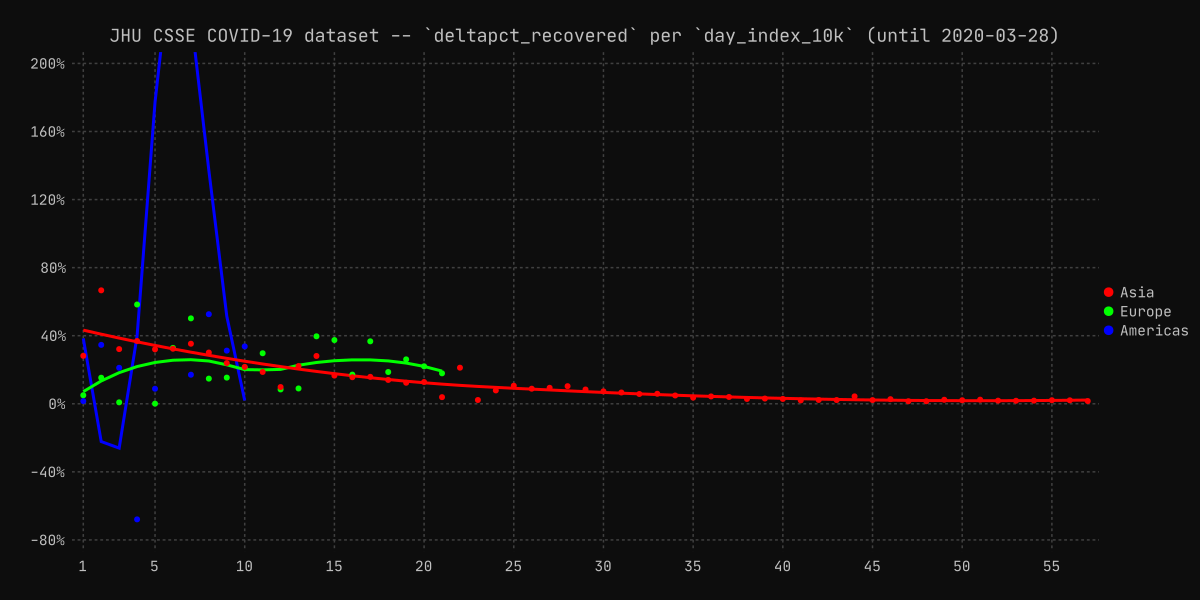 JHU CSSE COVID-19 dataset -- `deltapct_recovered` per `day_index_10k` (until 2020-03-28)
200%
160%
120%
80%
40%
0%
-40%
-80%
1 5 10 15 20 25 30 35 40 45 50 55
Asia
Europe
Americas